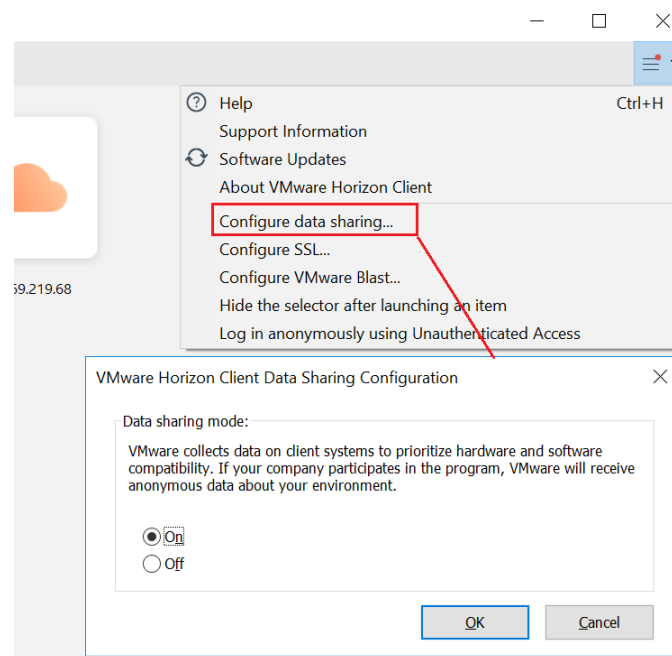 Help Ctrl+H
Support Information
Software Updates
About VMware Horizon Client
Configure data sharing...
Configure SSL...
Configure VMware Blast...
59.219.68
Hide the selector after launching an item
Log in anonymously using Unauthenticated Access
VMware Horizon Client Data Sharing Configuration
Data sharing mode:
VMware collects data on client systems to prioritize hardware and software
compatibility. If your company participates in the program, VMware will receive
anonymous data about your environment.
On
Off
OK Cancel